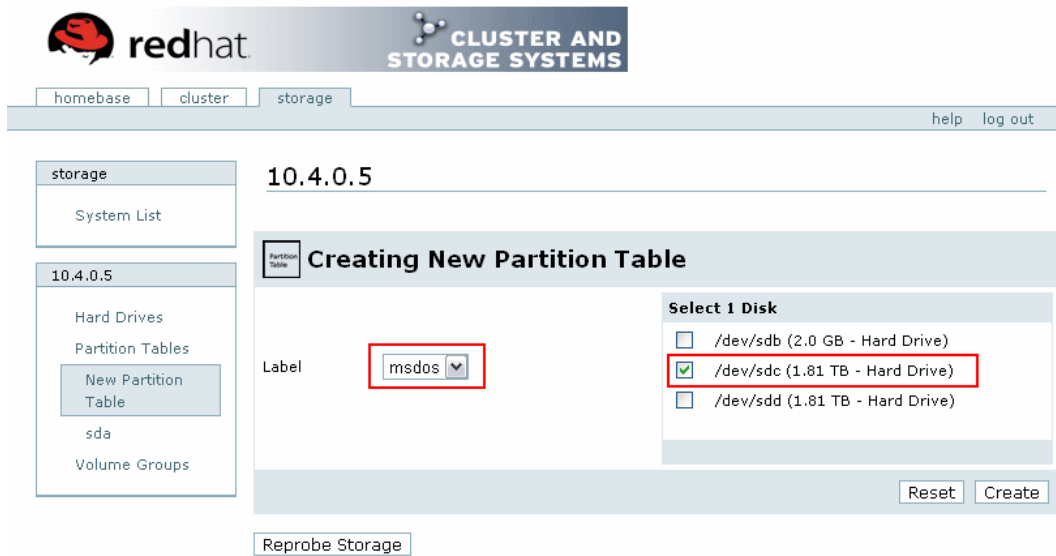 redhat.
CLUSTER AND
STORAGE SYSTEMS
homebase
cluster
storage
help
log out
storage
System List
10.4.0.5
Hard Drives
Partition Tables
New Partition
Table
sda
Volume Groups
10.4.0.5
Partition
Table
Creating New Partition Table
Label
msdos
Select 1 Disk
/dev/sdb (2.0 GB - Hard Drive)
/dev/sdc (1.81 TB - Hard Drive)
/dev/sdd (1.81 TB - Hard Drive)
Reset
Create
Reprobe Storage